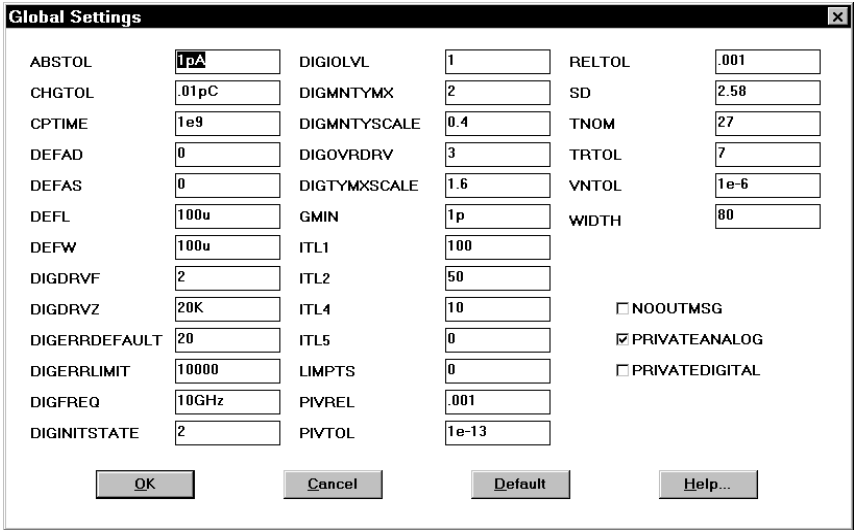 Global Settings
ABSTOL 1pA DIGIOLVL 1 RELTOL .001
CHGTOL .01pC DIGMNTYMX 2 SD 2.58
CPTIME 1e9 DIGMNTYSCALE 0.4 TNOM 27
DEFAD 0 DIGOVRDRV 3 TRTOL 7
DEFAS 0 DIGTYMXSCALE 1.6 VNTOL 1e-6
DEFL 100u GMIN 1p WIDTH 80
DEFW 100u ITL1 100
DIGDRVF 2 ITL2 50
DIGDRVZ 20K ITL4 10 NOOUTMSG
DIGERRDEFAULT 20 ITL5 0 PRIVATEANALOG
DIGERRLIMIT 10000 LIMPTS 0 PRIVATEDIGITAL
DIGFREQ 10GHz PIVREL .001
DIGINITSTATE 2 PIVTOL 1e-13
OK Cancel Default Help...